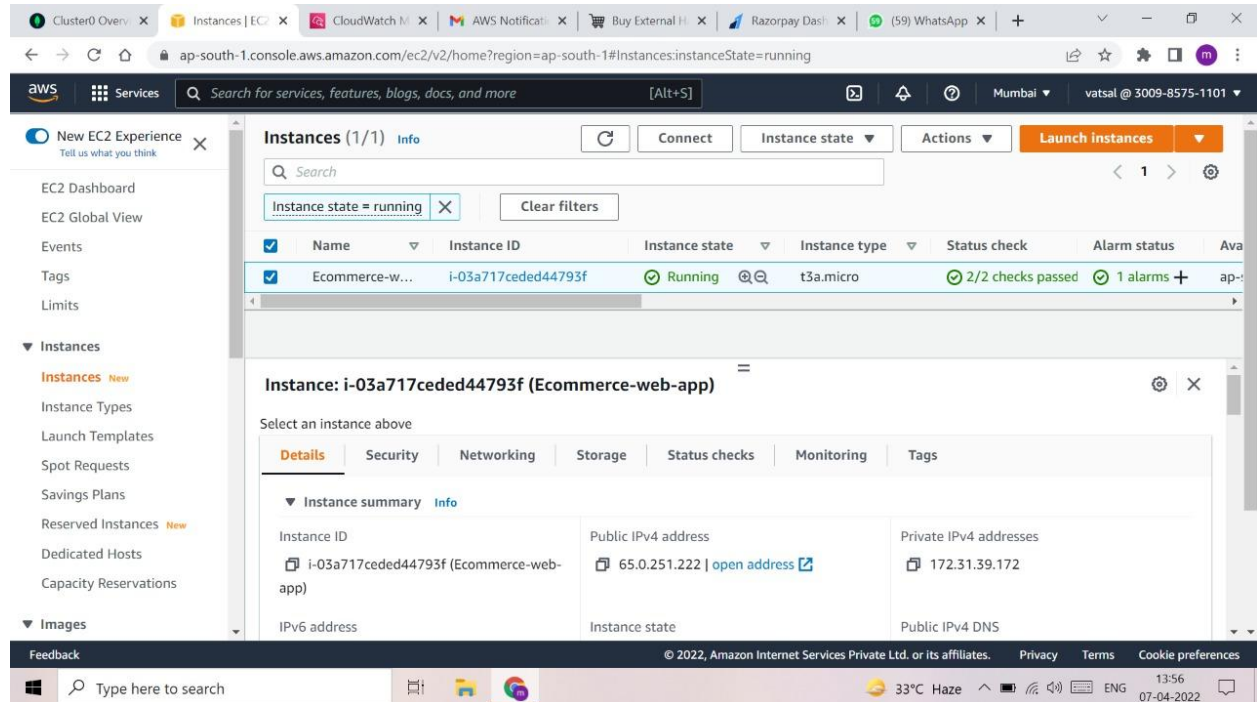 Cluster0 Overvi
Instances | EC2
CloudWatch M
AWS Notificati
Buy External H
Razorpay Dash
(59) WhatsApp
ap-south-1.console.aws.amazon.com/ec2/v2/home?region=ap-south-1#Instances:instanceState=running
m
aws Services Search for services, features, blogs, docs, and more [Alt+S] Mumbai vatsal @ 3009-8575-1101
New EC2 Experience
Tell us what you think
EC2 Dashboard
EC2 Global View
Events
Tags
Limits
Instances
Instances New
Instance Types
Launch Templates
Spot Requests
Savings Plans
Reserved Instances New
Dedicated Hosts
Capacity Reservations
Images
Instances (1/1) Info Connect Instance state Actions Launch instances
Search 1
Instance state = running Clear filters
Name Instance ID Instance state Instance type Status check Alarm status Ava
Ecommerce-w... i-03a717ceded44793f Running t3a.micro 2/2 checks passed 1 alarms ap-s
Instance: i-03a717ceded44793f (Ecommerce-web-app)
Select an instance above
Details Security Networking Storage Status checks Monitoring Tags
Instance summary Info
Instance ID Public IPv4 address Private IPv4 addresses
i-03a717ceded44793f (Ecommerce-web- 65.0.251.222 | open address 172.31.39.172
app)
IPv6 address Instance state Public IPv4 DNS
Feedback © 2022, Amazon Internet Services Private Ltd. or its affiliates. Privacy Terms Cookie preferences
Type here to search 33°C Haze ENG 13:56
07-04-2022